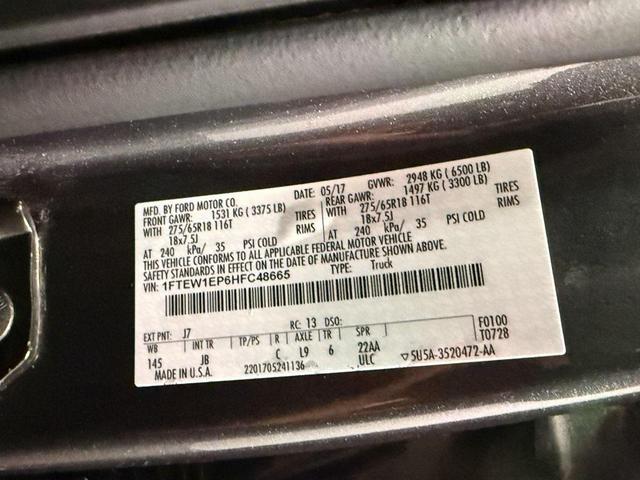 MFD. BY FORD MOTOR CO. DATE: 05/17 GVWR: 2948 KG ( 6500 LB)
FRONT GAWR: 1531 KG ( 3375 LB) REAR GAWR: 1497 KG ( 3300 LB)
WITH 275/65R18 116T TIRES WITH 275/65R18 116T TIRES
18x7.5J RIMS 18x7.5J RIMS
AT 240 kPa/ 35 PSI COLD AT 240 kPa/ 35 PSI COLD
THIS VEHICLE CONFORMS TO ALL APPLICABLE FEDERAL MOTOR VEHICLE
SAFETY STANDARDS IN EFFECT ON THE DATE OF MANUFACTURE SHOWN ABOVE.
VIN: 1FTEW1EP6HFC48665 TYPE: Truck
EXT PNT: J7 RC: 13 DSO: F0100
WB INT TR TP/PS R AXLE TR SPR T0728
145 JB C L9 6 22AA
MADE IN U.S.A. 2201705241136 ULC ▽5U5A-3520472-AA